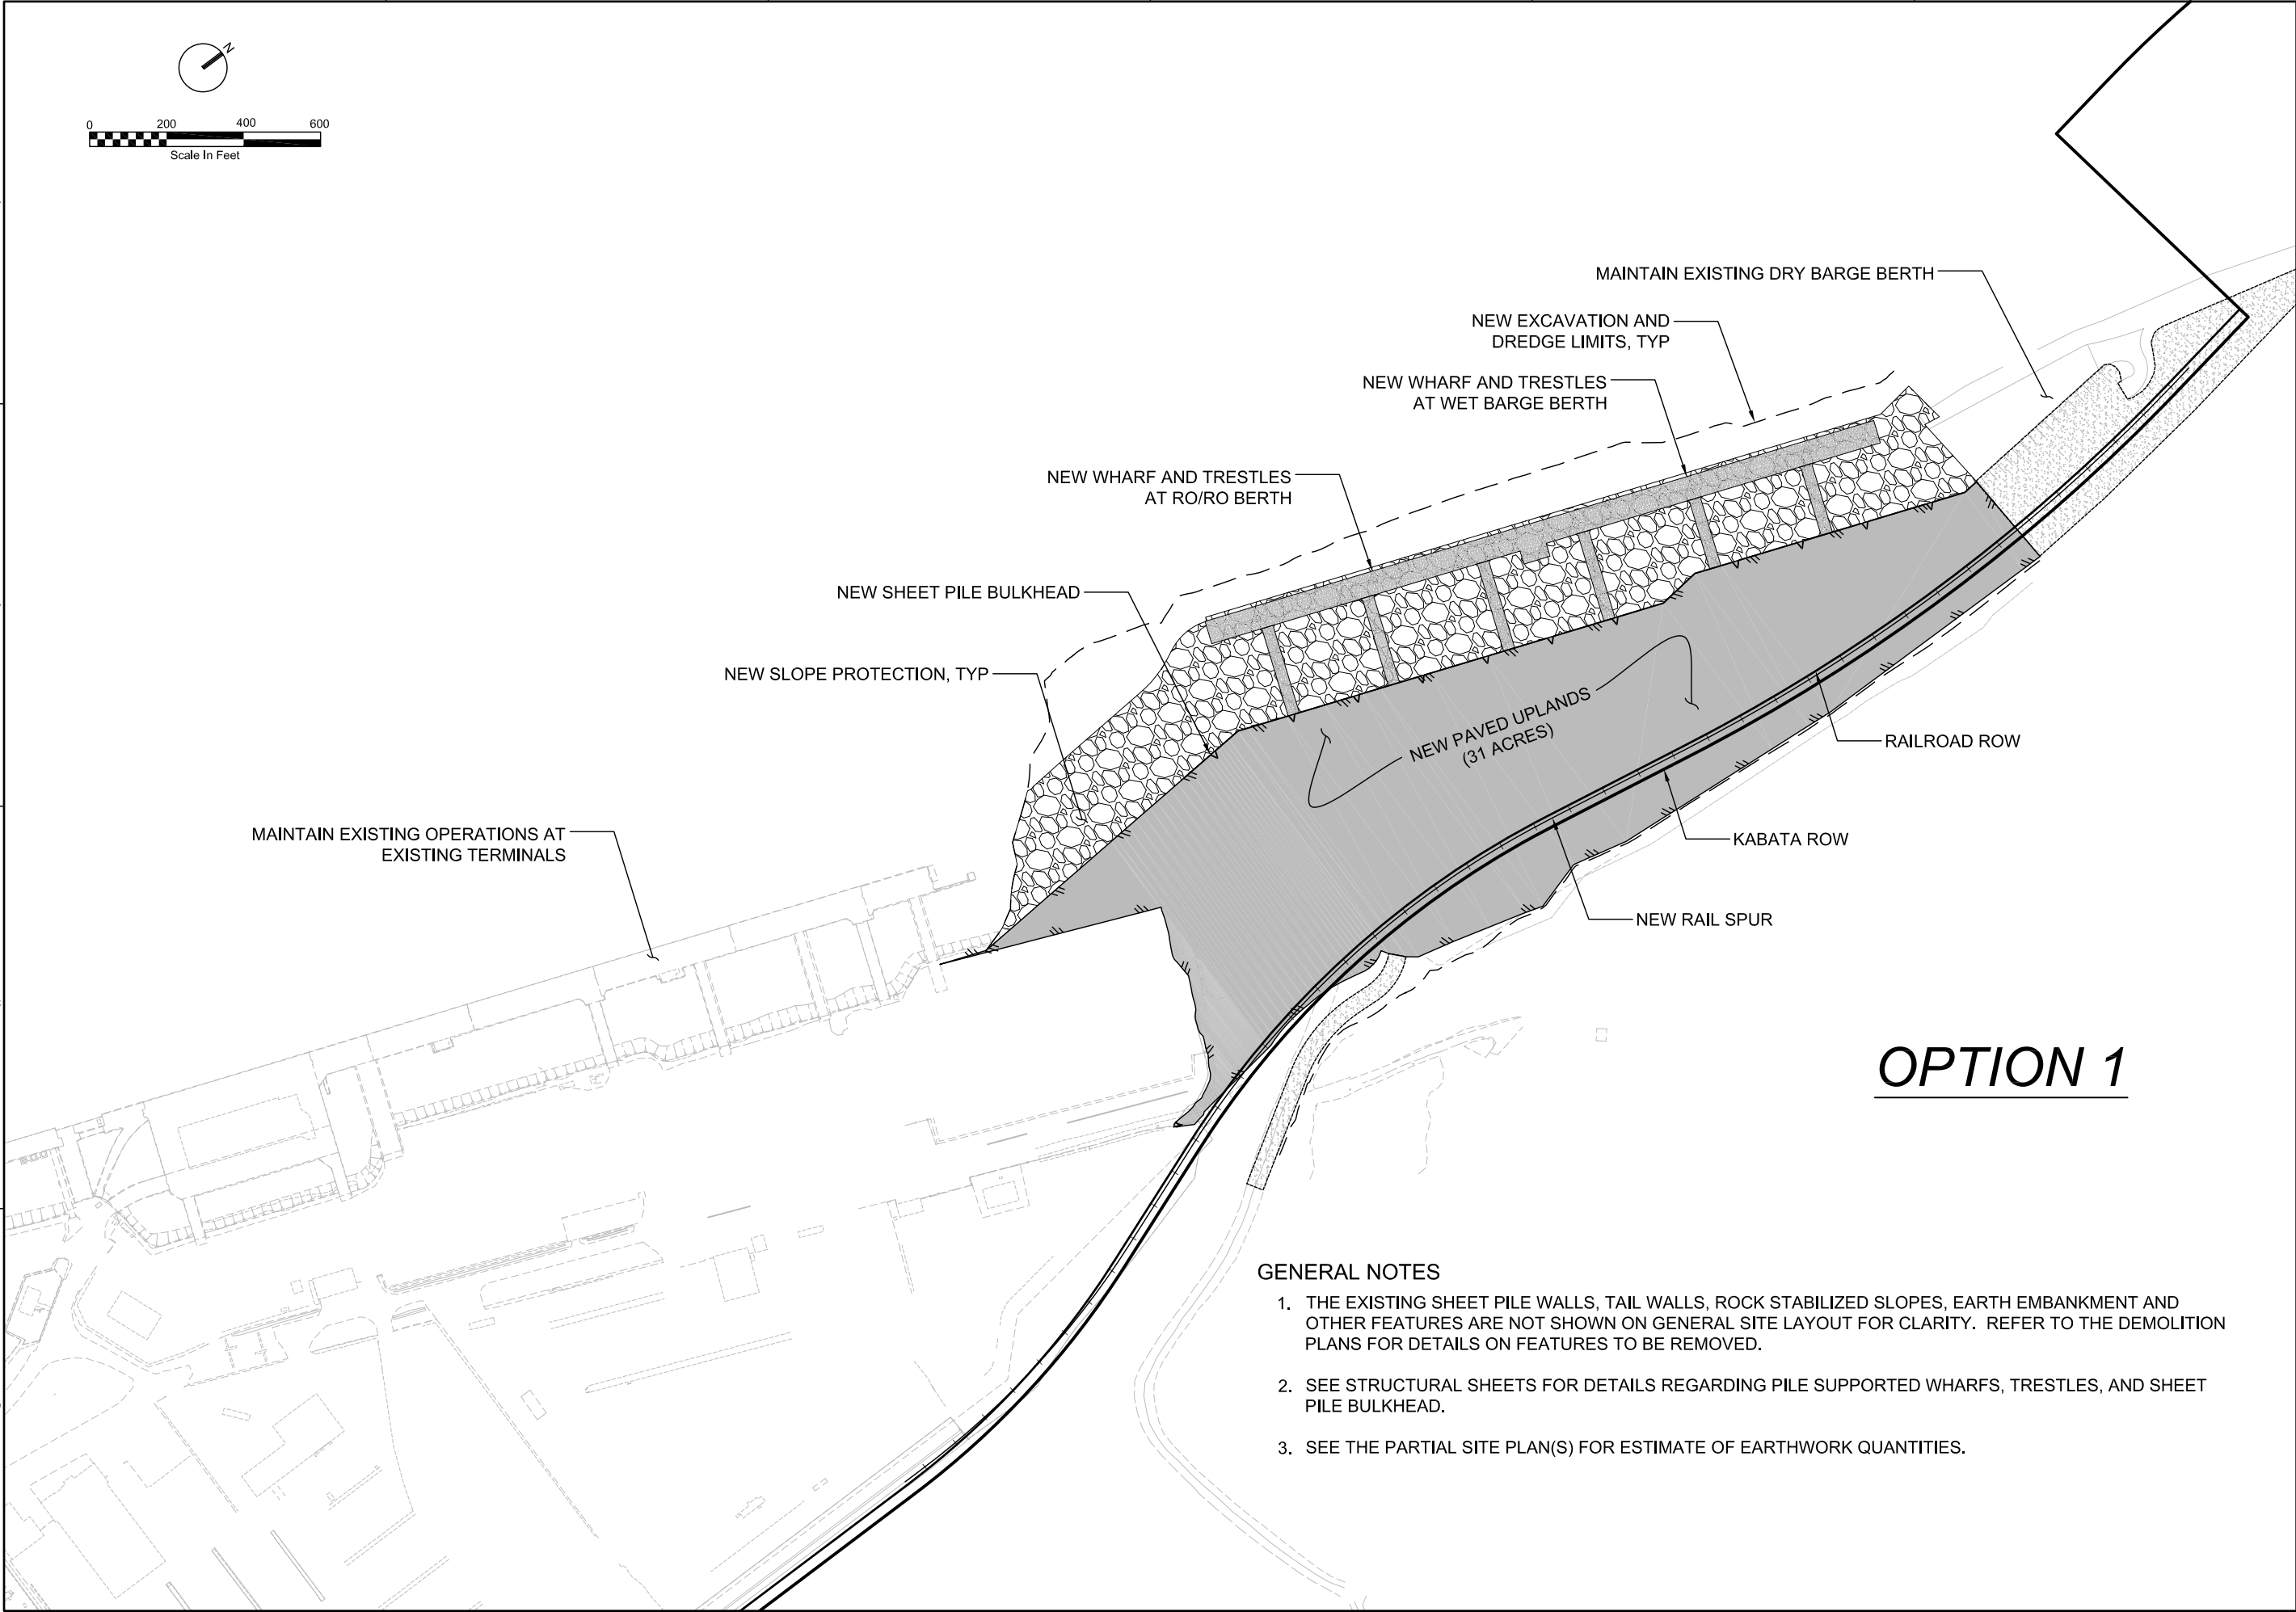 N
0 200 400 600
Scale In Feet
MAINTAIN EXISTING DRY BARGE BERTH
NEW EXCAVATION AND
DREDGE LIMITS, TYP
NEW WHARF AND TRESTLES
AT WET BARGE BERTH
NEW WHARF AND TRESTLES
AT RO/RO BERTH
NEW SHEET PILE BULKHEAD
NEW SLOPE PROTECTION, TYP
NEW PAVED UPLANDS
(31 ACRES)
RAILROAD ROW
MAINTAIN EXISTING OPERATIONS AT
EXISTING TERMINALS
KABATA ROW
NEW RAIL SPUR
OPTION 1
GENERAL NOTES
1. THE EXISTING SHEET PILE WALLS, TAIL WALLS, ROCK STABILIZED SLOPES, EARTH EMBANKMENT AND
OTHER FEATURES ARE NOT SHOWN ON GENERAL SITE LAYOUT FOR CLARITY. REFER TO THE DEMOLITION
PLANS FOR DETAILS ON FEATURES TO BE REMOVED.
2. SEE STRUCTURAL SHEETS FOR DETAILS REGARDING PILE SUPPORTED WHARFS, TRESTLES, AND SHEET
PILE BULKHEAD.
3. SEE THE PARTIAL SITE PLAN(S) FOR ESTIMATE OF EARTHWORK QUANTITIES.